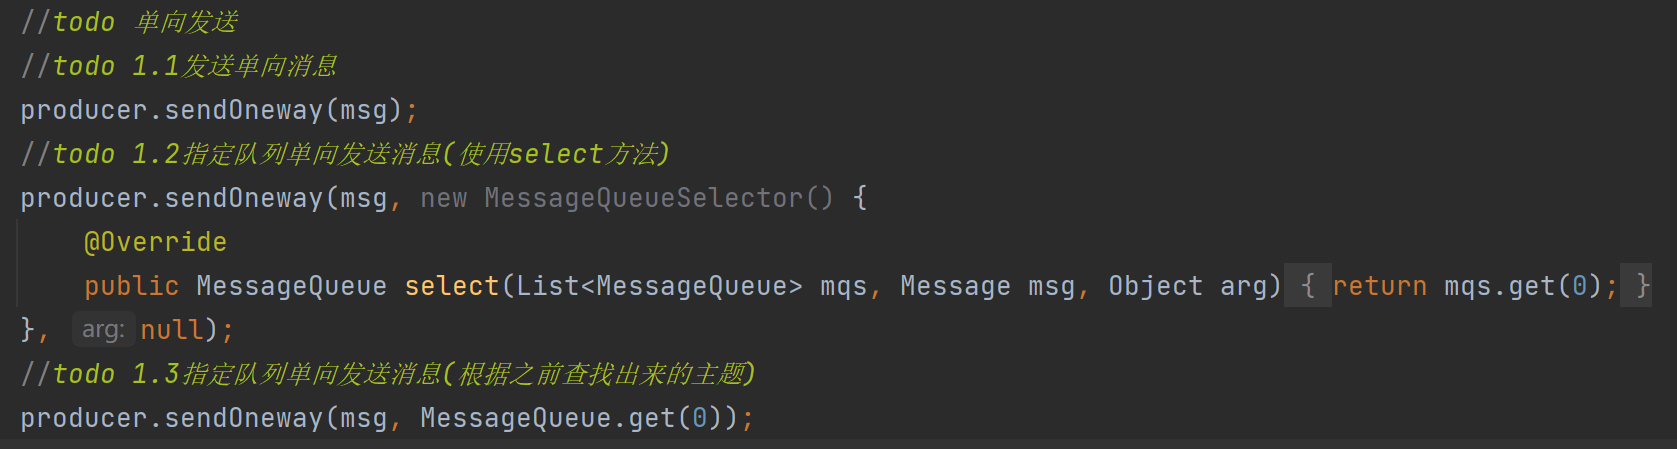 //todo 单向发送
//todo 1.1发送单向消息
producer.sendOneway(msg);
//todo 1.2指定队列单向发送消息(使用select方法)
producer.sendOneway(msg, new MessageQueueSelector() {
    @Override
    public MessageQueue select(List<MessageQueue> mqs, Message msg, Object arg) { return mqs.get(0); }
}, arg: null);
//todo 1.3指定队列单向发送消息(根据之前查找出来的主题)
producer.sendOneway(msg, MessageQueue.get(0));